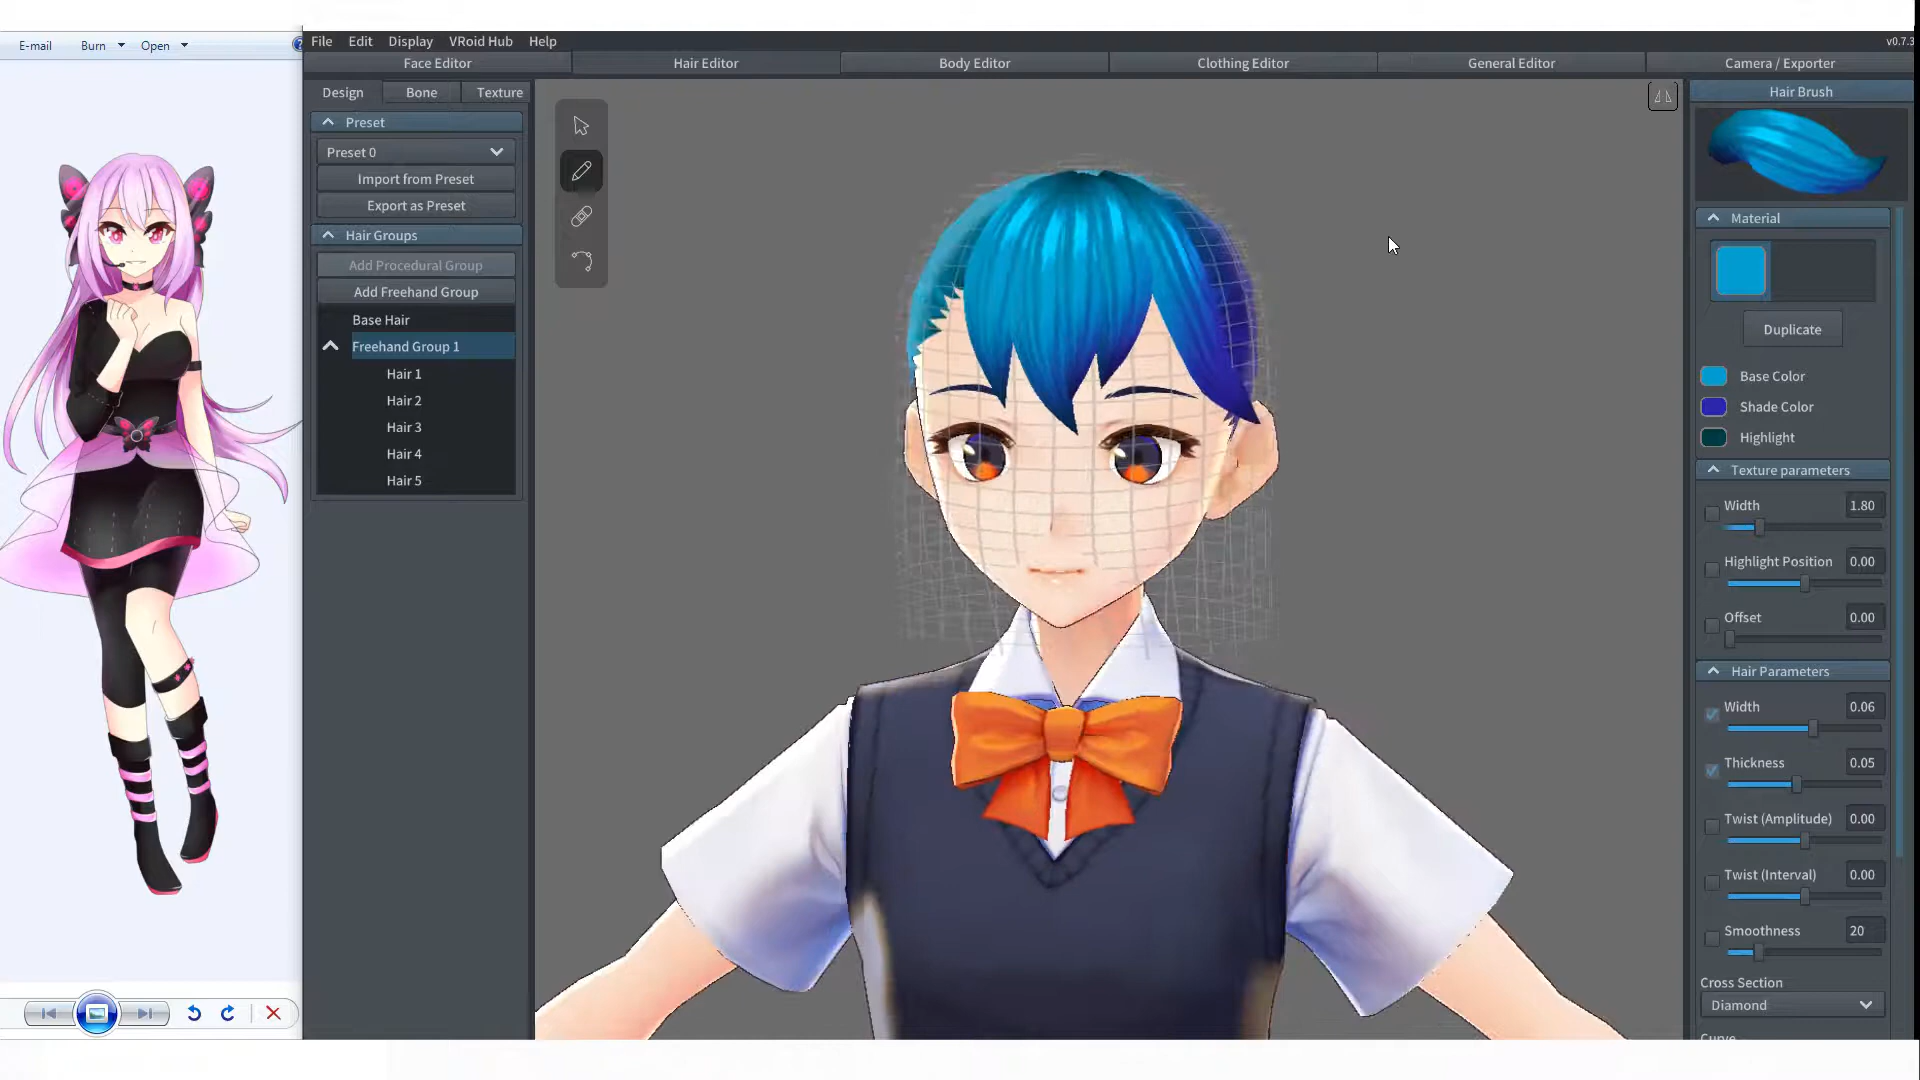 E-mail Burn Open
File Edit Display VRoid Hub Help
v0.7.3
Face Editor Hair Editor Body Editor Clothing Editor General Editor Camera / Exporter
Design Bone Texture
Preset
Preset 0
Import from Preset
Export as Preset
Hair Groups
Add Procedural Group
Add Freehand Group
Base Hair
Freehand Group 1
Hair 1
Hair 2
Hair 3
Hair 4
Hair 5
Hair Brush
Material
Duplicate
Base Color
Shade Color
Highlight
Texture parameters
Width 1.80
Highlight Position 0.00
Offset 0.00
Hair Parameters
Width 0.06
Thickness 0.05
Twist (Amplitude) 0.00
Twist (Interval) 0.00
Smoothness 20
Cross Section
Diamond
Curve